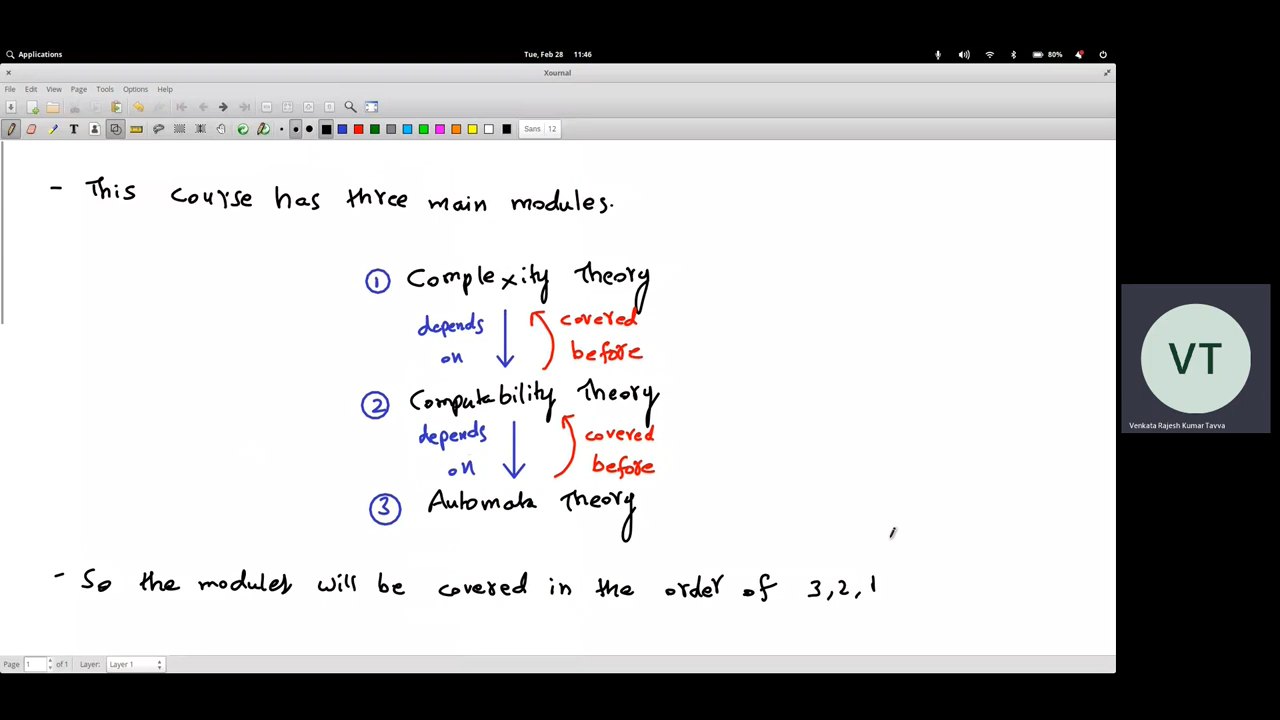 Applications
Tue, Feb 28 11:46
80%
Xournal
File Edit View Page Tools Options Help
Sans 12
- This course has three main modules.
1 Complexity Theory
depends on
covered before
2 Computability Theory
depends on
covered before
3 Automata Theory
- So the modules will be covered in the order of 3,2,1
VT
Venkata Rajesh Kumar Tavva
Page 1 of 1 Layer: Layer 1